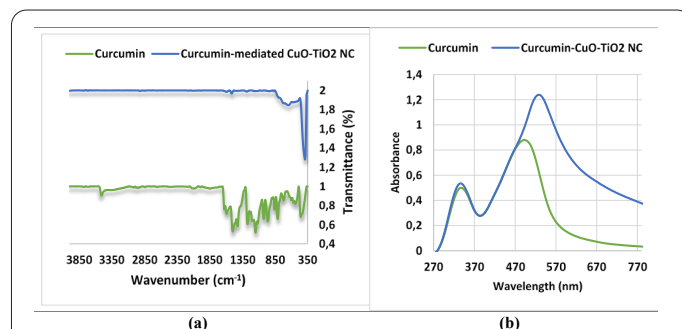 Curcumin
Curcumin-mediated CuO-TiO2 NC
2
1,8
1,6
1,4
1,2
1
0,8
0,6
0,4
Transmittance (%)
3850 3350 2850 2350 1850 1350 850 350
Wavenumber (cm-1)
(a)
Curcumin
Curcumin-CuO-TiO2 NC
1,4
1,2
1
0,8
0,6
0,4
0,2
0
Absorbance
270 370 470 570 670 770
Wavelength (nm)
(b)